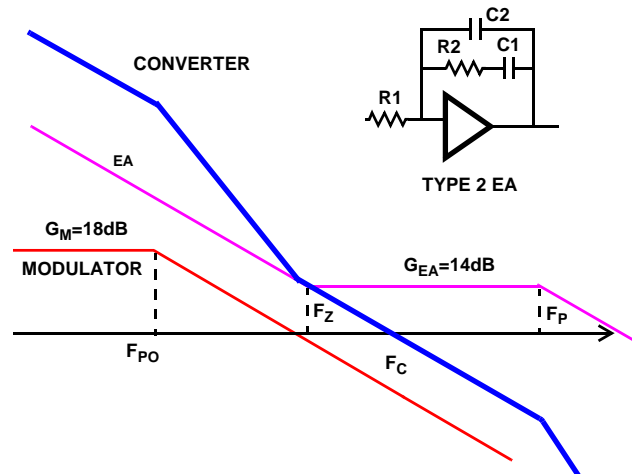 C2
R2
C1
CONVERTER
R1
EA
TYPE 2 EA
G_M=18dB
MODULATOR
G_EA=14dB
F_Z
F_P
F_PO
F_C